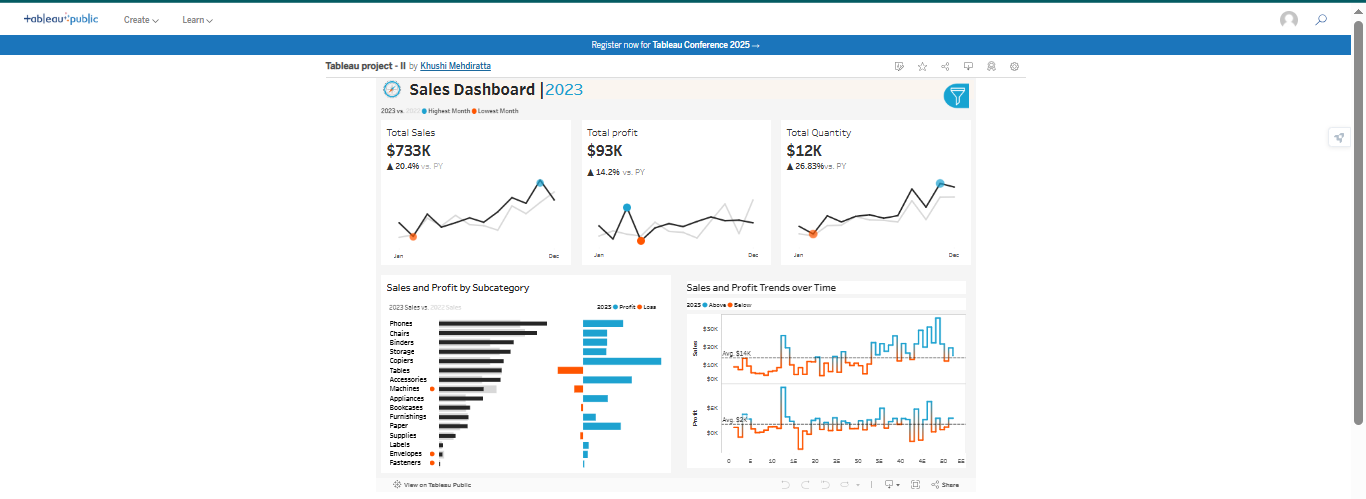 +ableau+public Create Learn
Register now for Tableau Conference 2025 →
Tableau project - II by Khushi Mehdiratta
Sales Dashboard |2023
2023 vs. 2022 Highest Month Lowest Month
Total Sales
$733K
▲ 20.4% vs. PY
Jan Dec
Total profit
$93K
▲ 14.2% vs. PY
Jan Dec
Total Quantity
$12K
▲ 26.83%vs. PY
Jan Dec
Sales and Profit by Subcategory
2023 Sales vs. 2022 Sales
2023 Profit Loss
Phones
Chairs
Binders
Storage
Copiers
Tables
Accessories
Machines
Appliances
Bookcases
Furnishings
Paper
Supplies
Labels
Envelopes
Fasteners
Sales and Profit Trends over Time
2023 Above Below
Sales
$30K
$20K
Avg. $14K
$10K
$0K
Profit
$5K
Avg. $2K
$0K
0 5 10 15 20 25 30 35 40 45 50 55
View on Tableau Public
Share